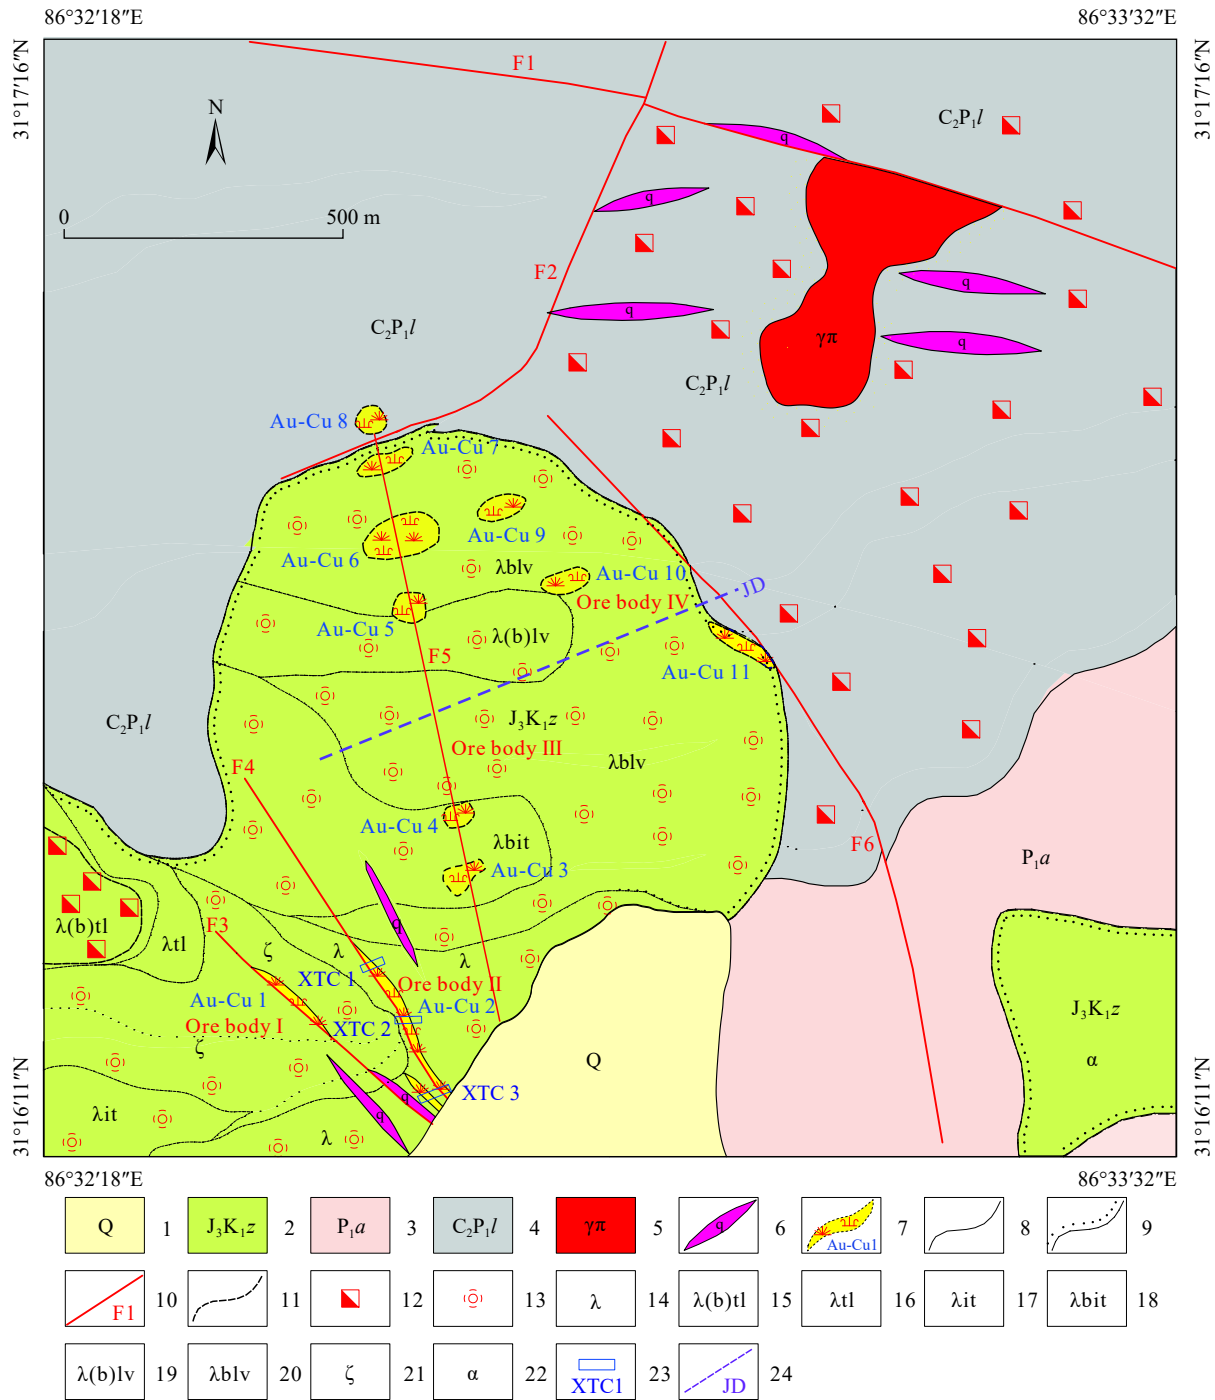 86°32′18″E
86°33′32″E
31°17′16″N
31°17′16″N
F1
C₂P₁l
q
N
0
500 m
q
F2
q
q
C₂P₁l
γπ
q
C₂P₁l
Au-Cu 8
Au-Cu 7
Au-Cu 9
Au-Cu 6
λblv
Au-Cu 10
JD
Ore body IV
Au-Cu 5
λ(b)lv
F5
Au-Cu 11
C₂P₁l
J₃K₁z
Ore body III
λblv
F4
Au-Cu 4
λbit
F6
P₁a
Au-Cu 3
q
λ(b)tl
F3
λtl
ζ
λ
λ
XTC 1
Ore body II
Au-Cu 1
Au-Cu 2
Ore body I
XTC 2
J₃K₁z
ζ
Q
α
XTC 3
q
λit
q
λ
31°16′11″N
31°16′11″N
86°32′18″E
86°33′32″E
Q 1
J₃K₁z 2
P₁a 3
C₂P₁l 4
γπ 5
q 6
Au-Cu1 7
8
9
F1 10
11
12
13
λ 14
λ(b)tl 15
λtl 16
λit 17
λbit 18
λ(b)lv 19
λblv 20
ζ 21
α 22
XTC1 23
JD 24